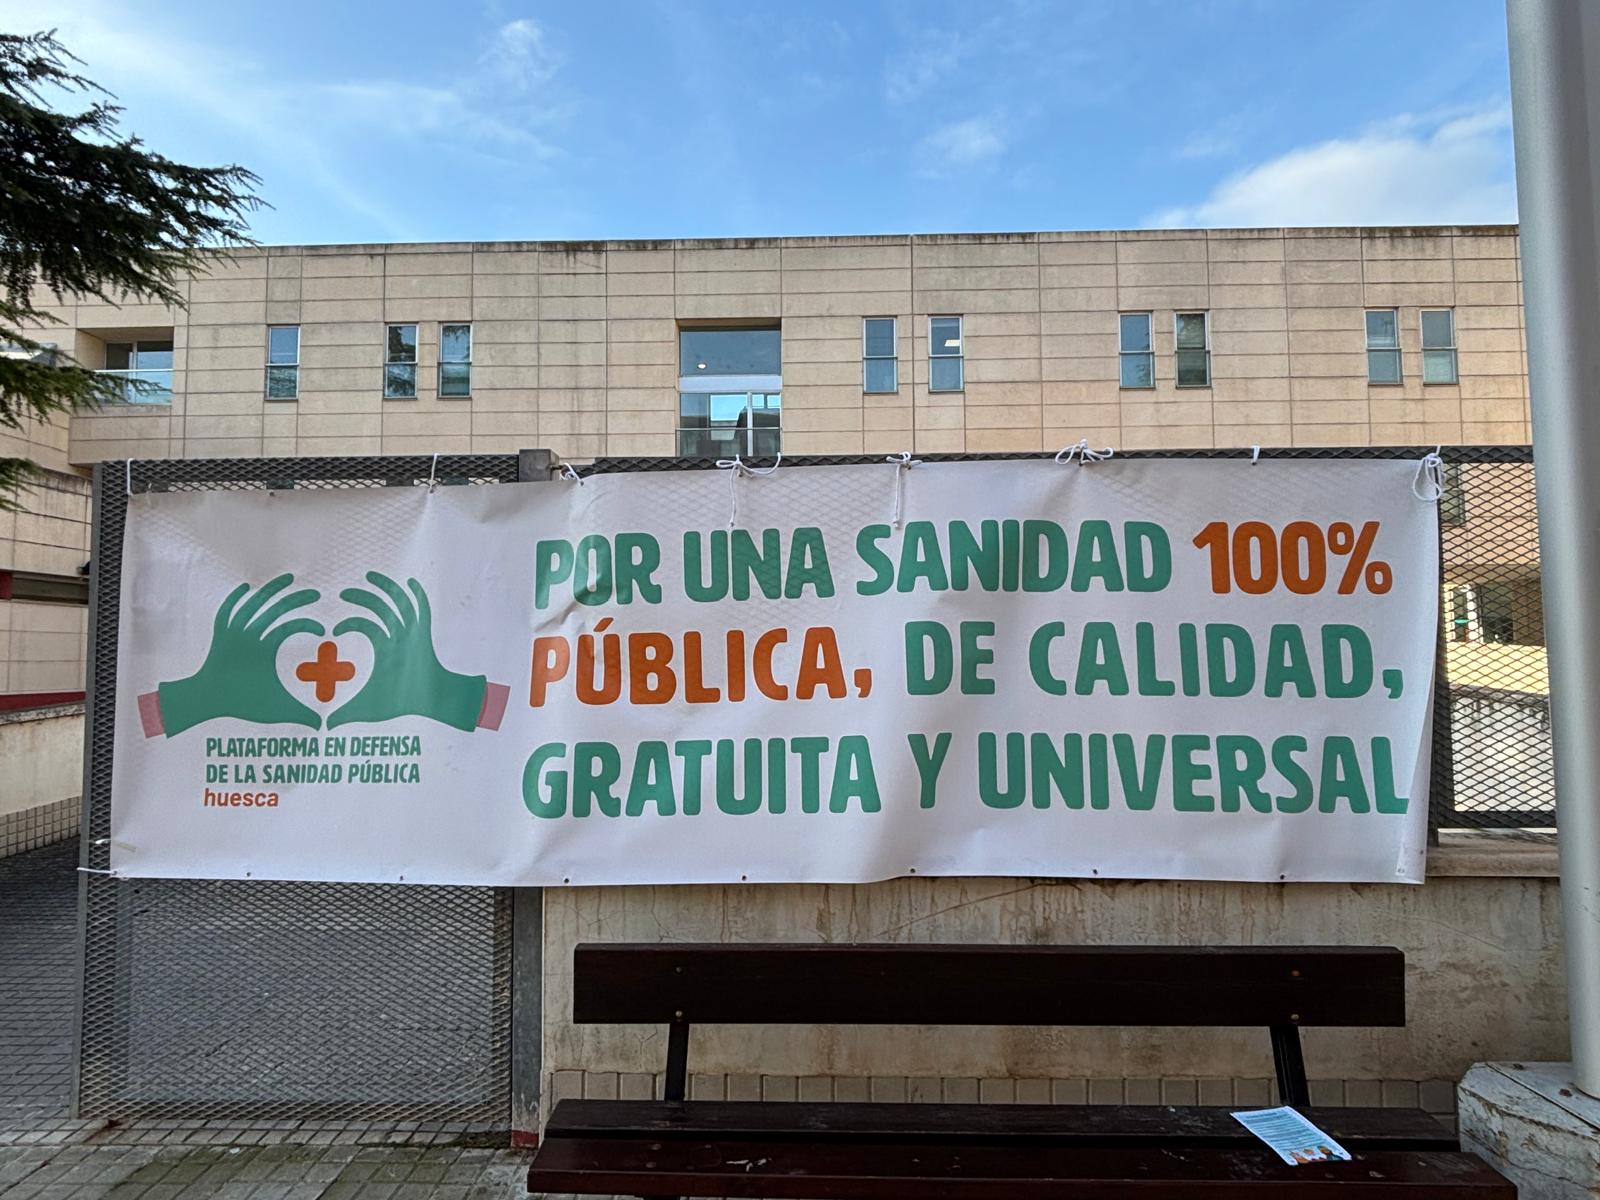 PLATAFORMA EN DEFENSA
DE LA SANIDAD PÚBLICA
huesca
POR UNA SANIDAD 100%
PÚBLICA, DE CALIDAD,
GRATUITA Y UNIVERSAL